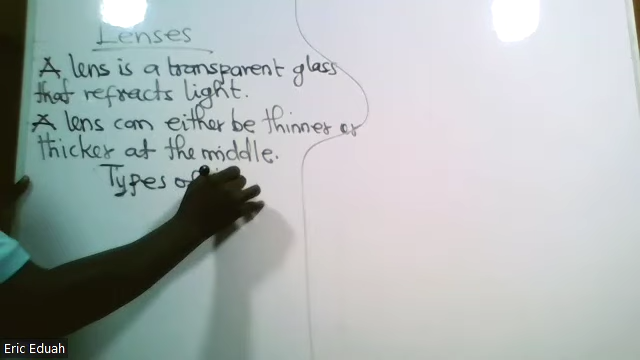 Lenses
A lens is a transparent glass
that refracts light.
A lens can either be thinner or
thicker at the middle.
Types of
Eric Eduah